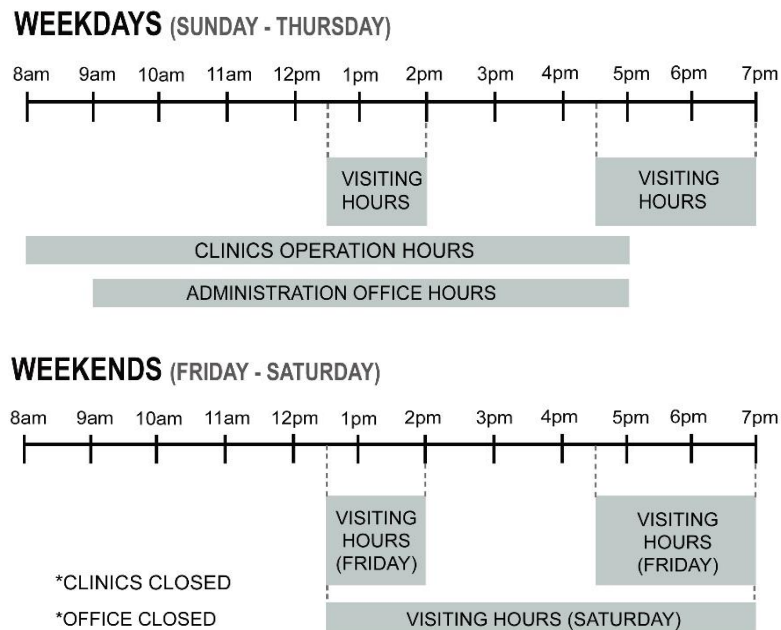 WEEKDAYS (SUNDAY - THURSDAY)
8am 9am 10am 11am 12pm 1pm 2pm 3pm 4pm 5pm 6pm 7pm
VISITING HOURS
VISITING HOURS
CLINICS OPERATION HOURS
ADMINISTRATION OFFICE HOURS
WEEKENDS (FRIDAY - SATURDAY)
8am 9am 10am 11am 12pm 1pm 2pm 3pm 4pm 5pm 6pm 7pm
VISITING
HOURS
(FRIDAY)
VISITING
HOURS
(FRIDAY)
*CLINICS CLOSED
*OFFICE CLOSED
VISITING HOURS (SATURDAY)